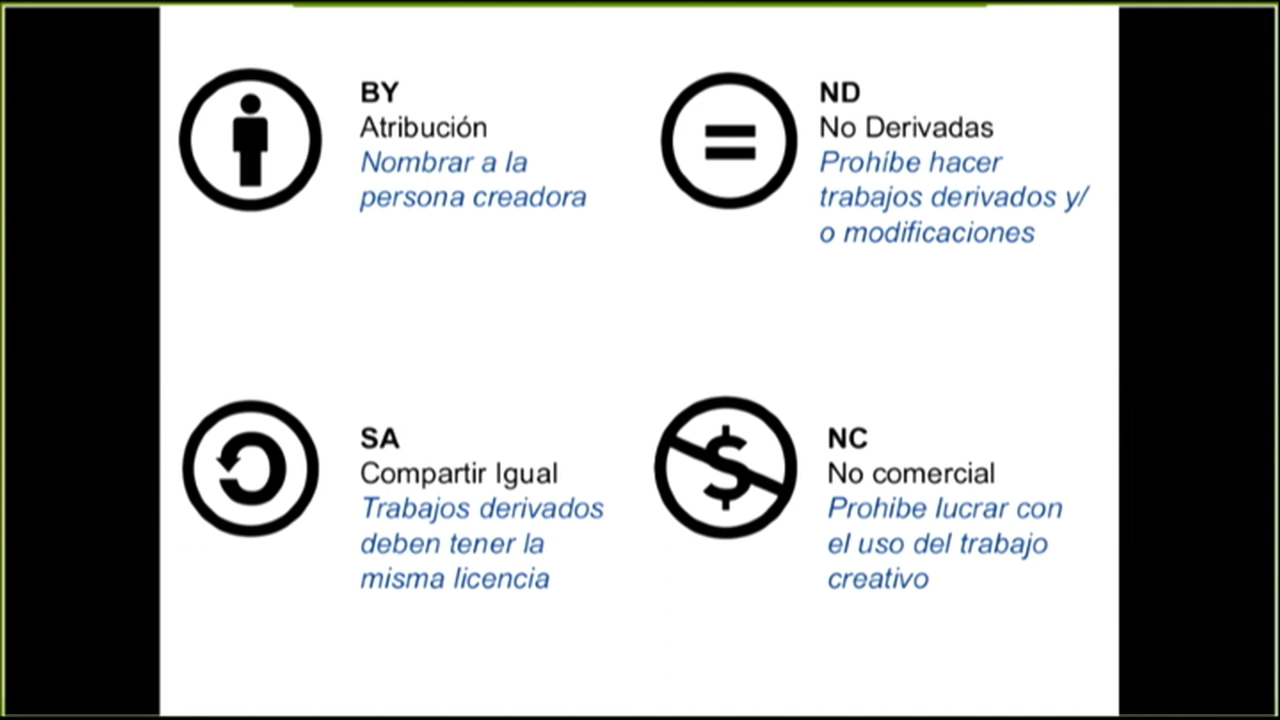 BY
Atribución
Nombrar a la
persona creadora
ND
No Derivadas
Prohíbe hacer
trabajos derivados y/
o modificaciones
SA
Compartir Igual
Trabajos derivados
deben tener la
misma licencia
NC
No comercial
Prohibe lucrar con
el uso del trabajo
creativo